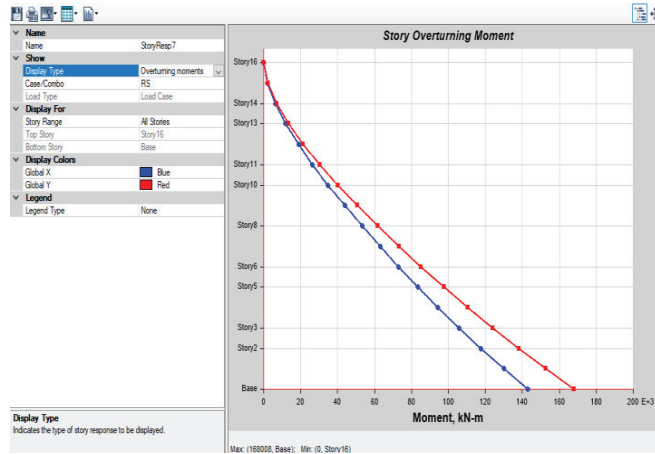 Name
Name StoryResp7
Show
Display Type Overturning moments
Case/Combo RS
Load Type Load Case
Display For
Story Range All Stories
Top Story Story16
Bottom Story Base
Display Colors
Global X Blue
Global Y Red
Legend
Legend Type None
Display Type
Indicates the type of story response to be displayed.
Story Overturning Moment
Story16
Story14
Story13
Story11
Story10
Story8
Story6
Story5
Story3
Story2
Base
0 20 40 60 80 100 120 140 160 180 200 E+3
Moment, kN-m
Max: (168008, Base); Min: (0, Story16)